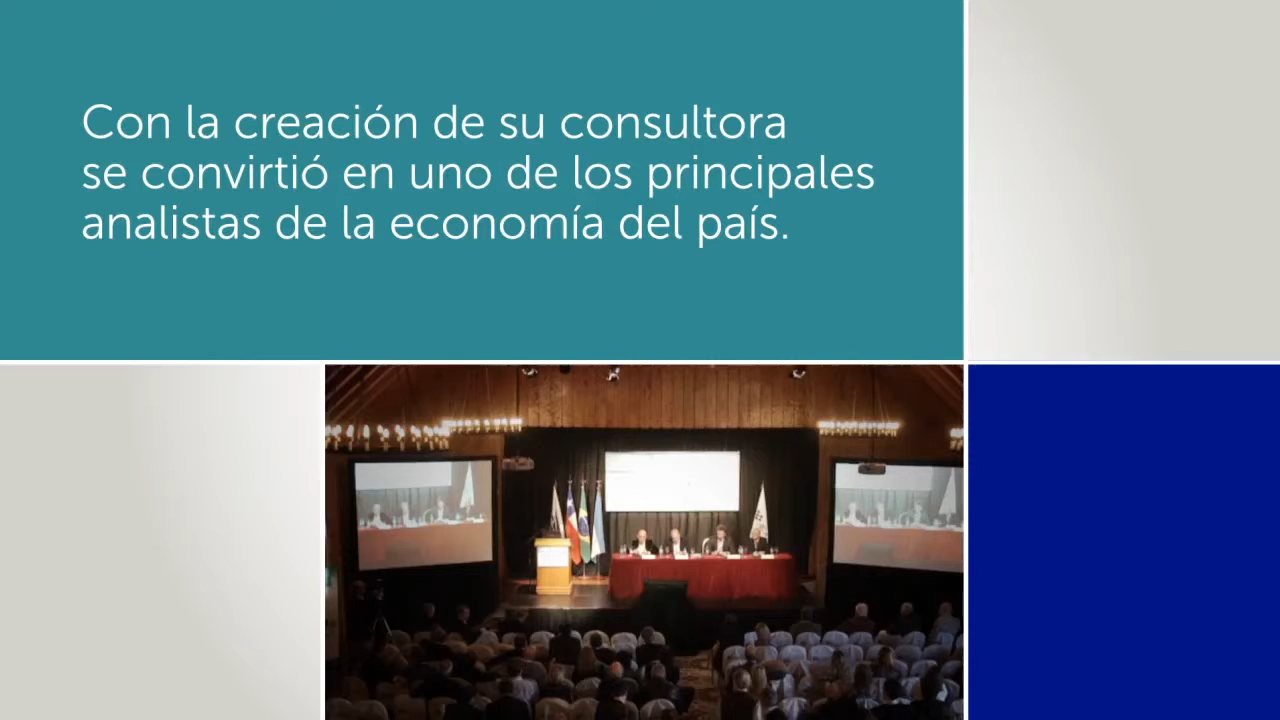 Con la creación de su consultora
se convirtió en uno de los principales
analistas de la economía del país.